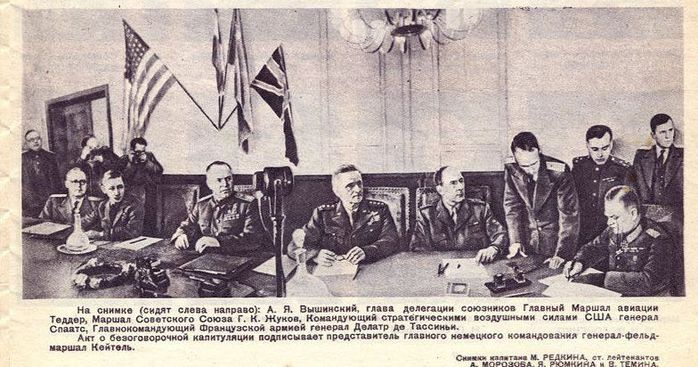 На снимке (сидят слева направо): А. Я. Вышинский, глава делегации союзников Главный Маршал авиации
Теддер, Маршал Советского Союза Г. К. Жуков, Командующий стратегическими воздушными силами США генерал
Спаатс, Главнокомандующий Французской армией генерал Делатр де Тассиньи.
Акт о безоговорочной капитуляции подписывает представитель главного немецкого командования генерал-фельд-
маршал Кейтель.
Снимки капитана М. РЕДКИНА, ст. лейтенантов
А. МОРОЗОВА, Я. РЮМКИНА и В. ТЕМИНА.